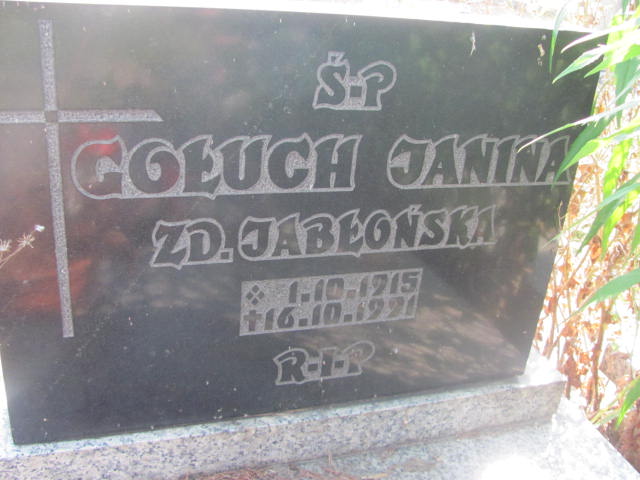 Ś-P
GOŁUCH JANINA
ZD. JABŁOŃSKA
1.10.1915
✝16.10.1991
R-I-P